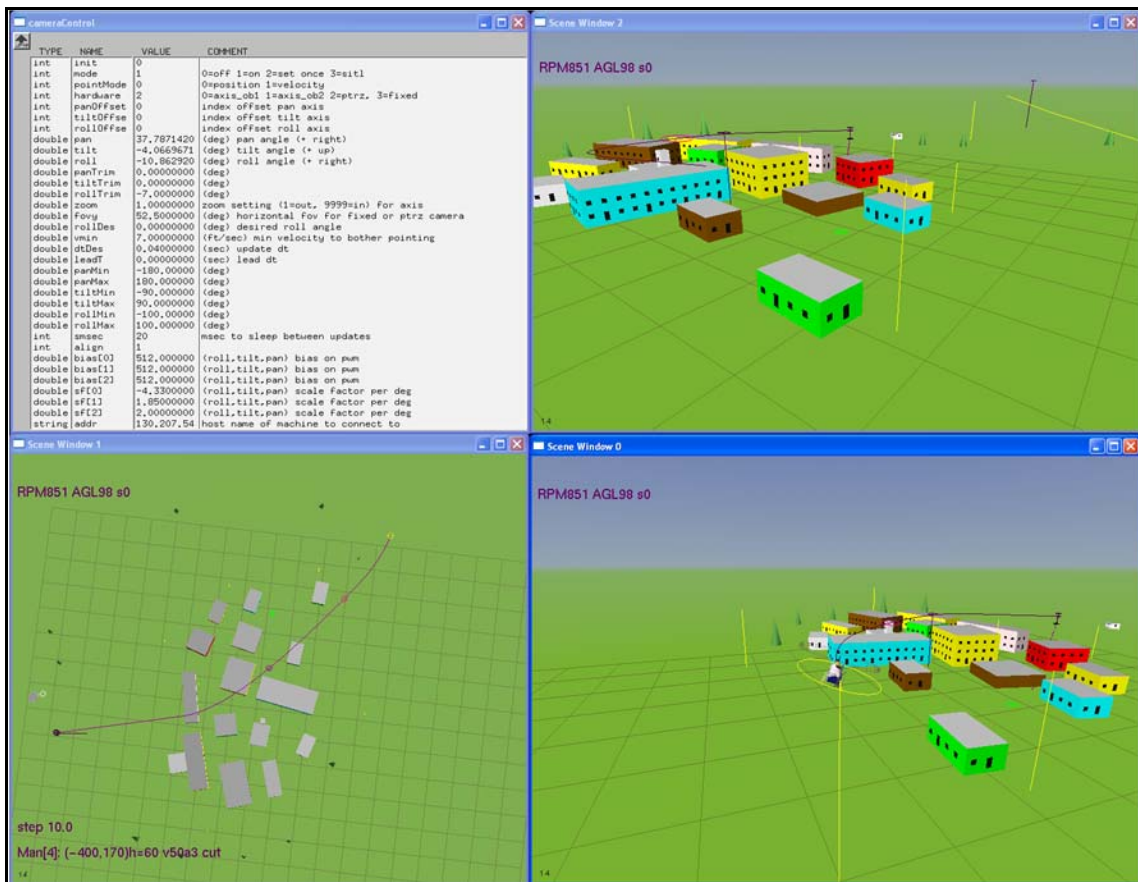 cameraControl
TYPE NAME VALUE COMMENT
int init 0
int mode 1 0=off 1=on 2=set once 3=sitl
int pointMode 0 0=position 1=velocity
int hardware 2 0=axis_ob1 1=axis_ob2 2=ptrz, 3=fixed
int panOffset 0 index offset pan axis
int tiltOffse 0 index offset tilt axis
int rollOffse 0 index offset roll axis
double pan 37.7871420 (deg) pan angle (+ right)
double tilt -4.0669671 (deg) tilt angle (+ up)
double roll -10.862920 (deg) roll angle (+ right)
double panTrim 0.00000000 (deg)
double tiltTrim 0.00000000 (deg)
double rollTrim -7.0000000 (deg)
double zoom 1.00000000 zoom setting (1=out, 9999=in) for axis
double fovy 52.5000000 (deg) horizontal fov for fixed or ptrz camera
double rollDes 0.00000000 (deg) desired roll angle
double vmin 7.00000000 (ft/sec) min velocity to bother pointing
double dtDes 0.04000000 (sec) update dt
double leadT 0.00000000 (sec) lead dt
double panMin -180.00000 (deg)
double panMax 180.000000 (deg)
double tiltMin -90.000000 (deg)
double tiltMax 90.0000000 (deg)
double rollMin -100.00000 (deg)
double rollMax 100.000000 (deg)
int smsec 20 msec to sleep between updates
int align 1
double bias[0] 512.000000 (roll,tilt,pan) bias on pwm
double bias[1] 512.000000 (roll,tilt,pan) bias on pwm
double bias[2] 512.000000 (roll,tilt,pan) bias on pwm
double sf[0] -4.3300000 (roll,tilt,pan) scale factor per deg
double sf[1] 1.85000000 (roll,tilt,pan) scale factor per deg
double sf[2] 2.00000000 (roll,tilt,pan) scale factor per deg
string addr 130.207.54 host name of machine to connect to
Scene Window 2
RPM851 AGL98 s0
14
Scene Window 1
RPM851 AGL98 s0
step 10.0
Man[4]: (-400,170)h=60 v50a3 cut
14
Scene Window 0
RPM851 AGL98 s0
14